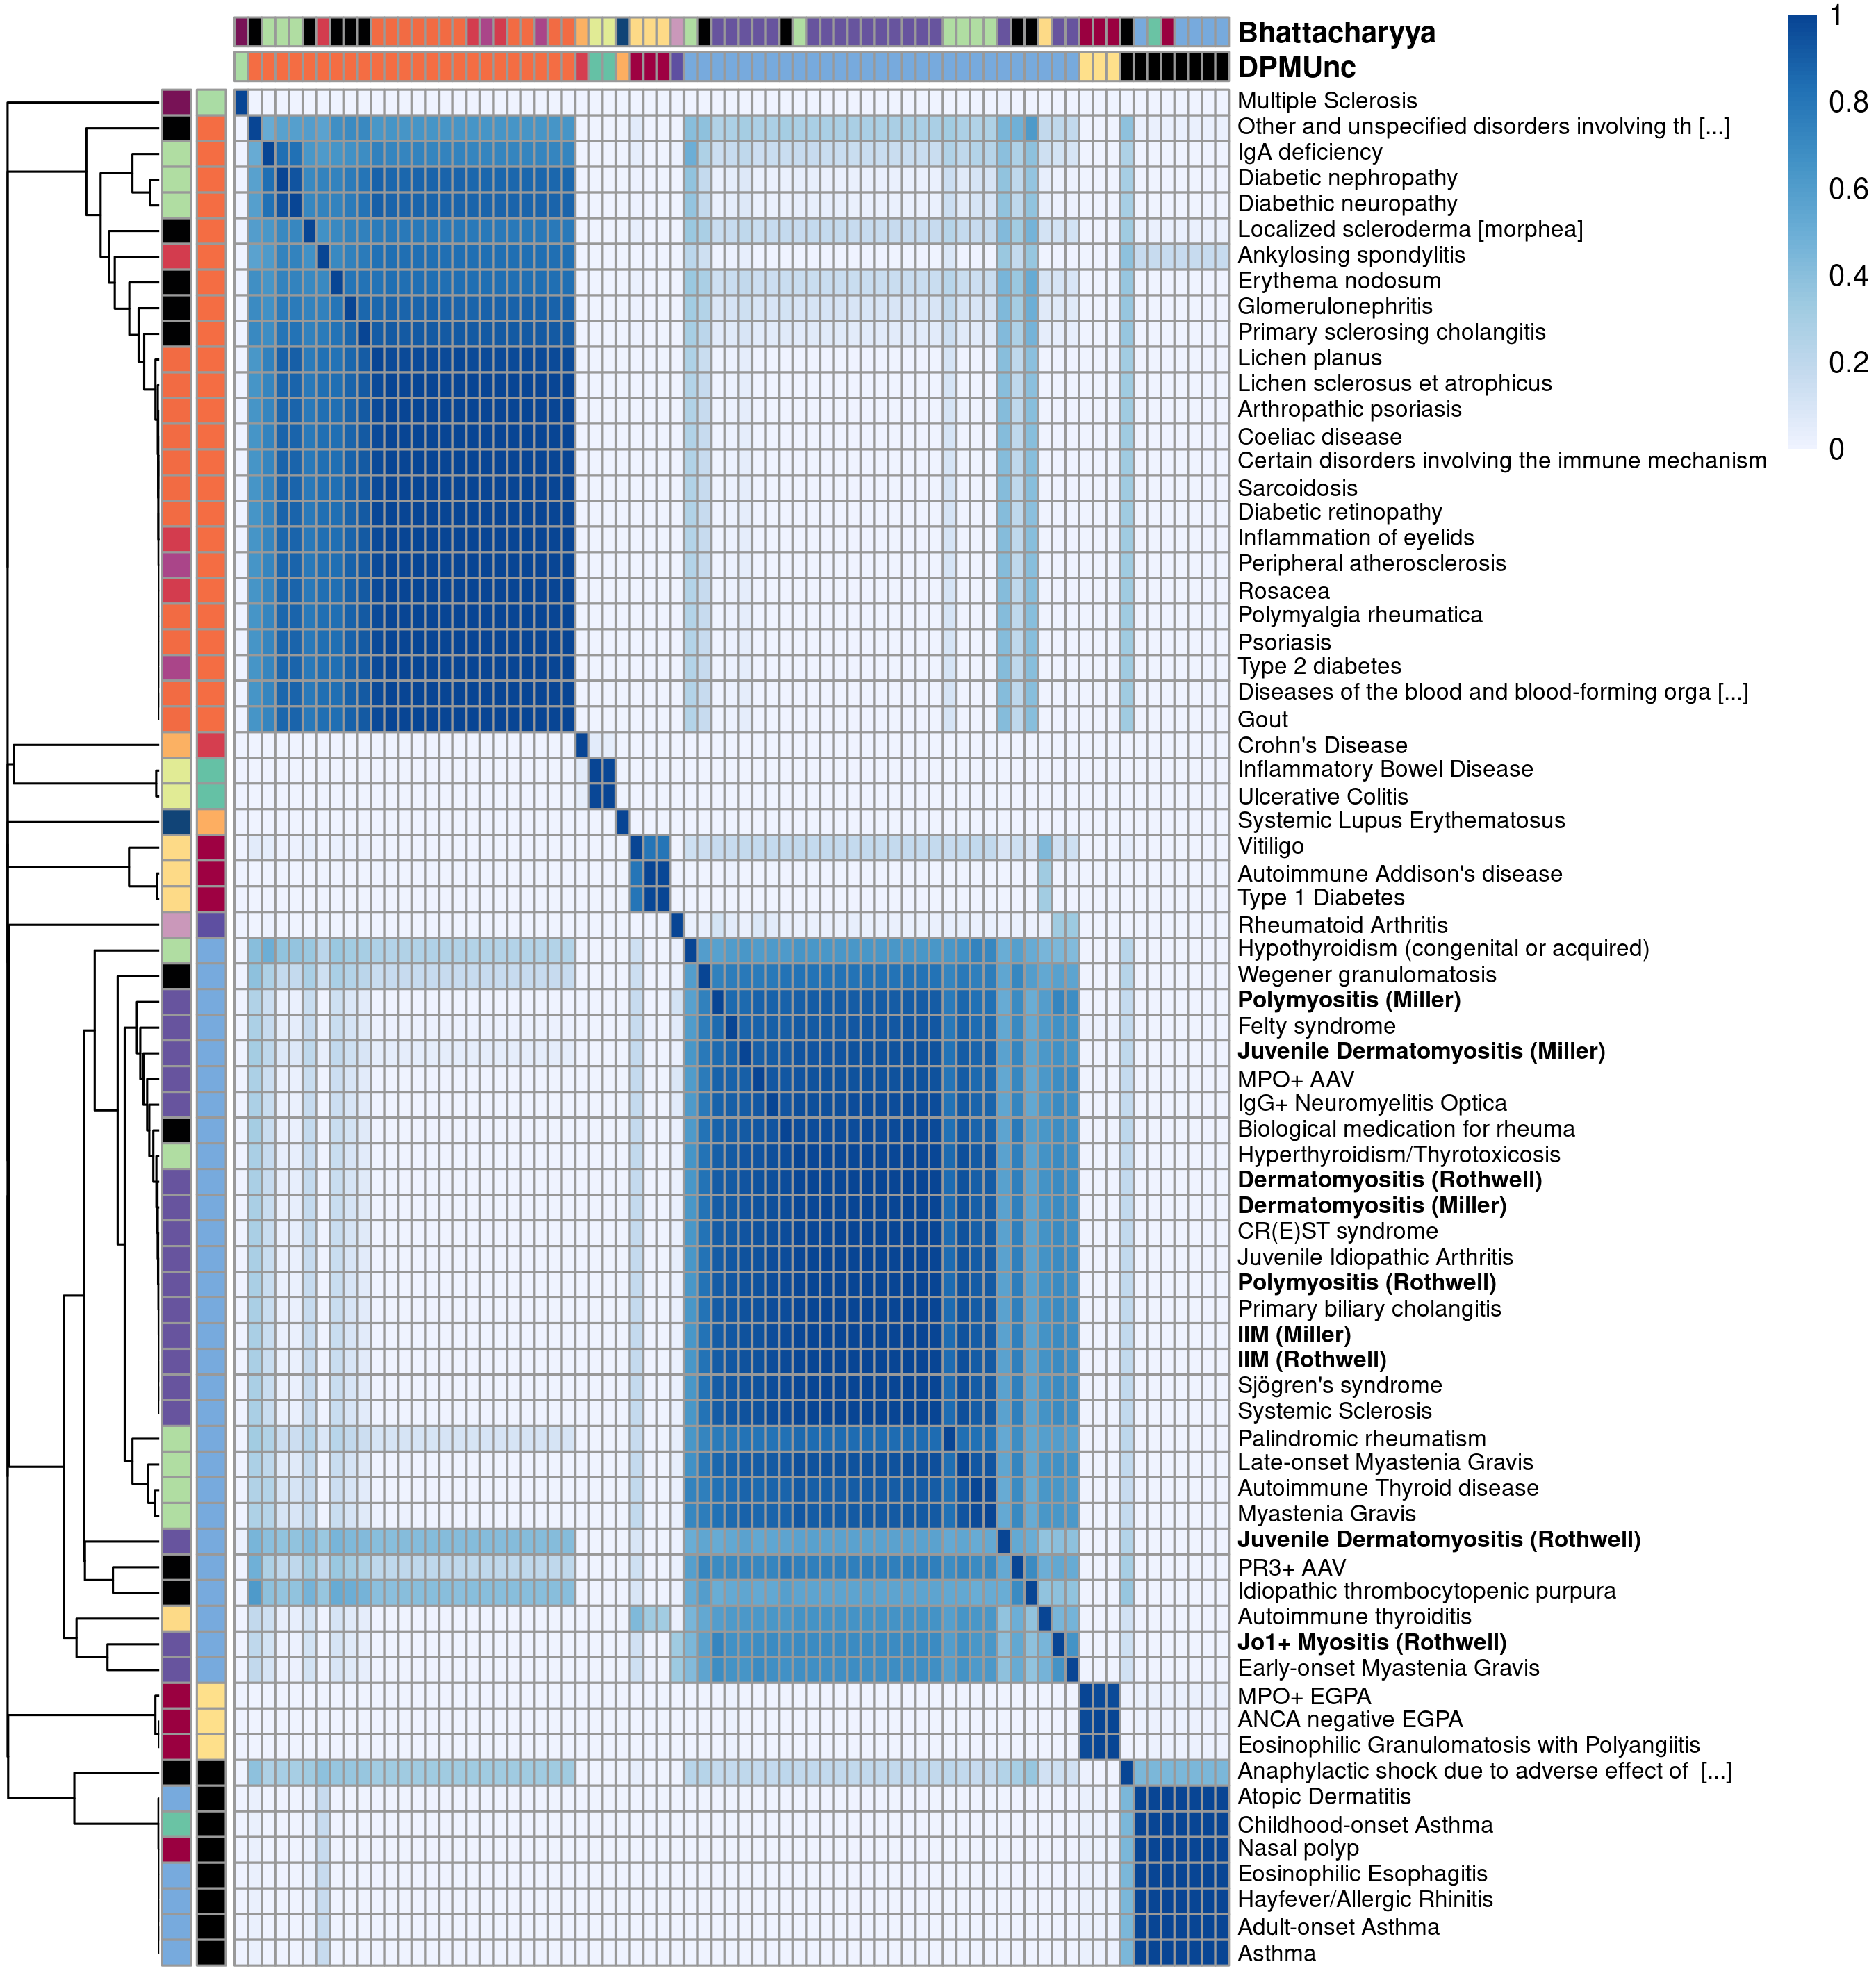 Bhattacharyya
DPMUnc
1
0.8
0.6
0.4
0.2
0
Multiple Sclerosis
Other and unspecified disorders involving th [...]
IgA deficiency
Diabetic nephropathy
Diabethic neuropathy
Localized scleroderma [morphea]
Ankylosing spondylitis
Erythema nodosum
Glomerulonephritis
Primary sclerosing cholangitis
Lichen planus
Lichen sclerosus et atrophicus
Arthropathic psoriasis
Coeliac disease
Certain disorders involving the immune mechanism
Sarcoidosis
Diabetic retinopathy
Inflammation of eyelids
Peripheral atherosclerosis
Rosacea
Polymyalgia rheumatica
Psoriasis
Type 2 diabetes
Diseases of the blood and blood-forming orga [...]
Gout
Crohn's Disease
Inflammatory Bowel Disease
Ulcerative Colitis
Systemic Lupus Erythematosus
Vitiligo
Autoimmune Addison's disease
Type 1 Diabetes
Rheumatoid Arthritis
Hypothyroidism (congenital or acquired)
Wegener granulomatosis
Polymyositis (Miller)
Felty syndrome
Juvenile Dermatomyositis (Miller)
MPO+ AAV
IgG+ Neuromyelitis Optica
Biological medication for rheuma
Hyperthyroidism/Thyrotoxicosis
Dermatomyositis (Rothwell)
Dermatomyositis (Miller)
CR(E)ST syndrome
Juvenile Idiopathic Arthritis
Polymyositis (Rothwell)
Primary biliary cholangitis
IIM (Miller)
IIM (Rothwell)
Sjögren's syndrome
Systemic Sclerosis
Palindromic rheumatism
Late-onset Myastenia Gravis
Autoimmune Thyroid disease
Myastenia Gravis
Juvenile Dermatomyositis (Rothwell)
PR3+ AAV
Idiopathic thrombocytopenic purpura
Autoimmune thyroiditis
Jo1+ Myositis (Rothwell)
Early-onset Myastenia Gravis
MPO+ EGPA
ANCA negative EGPA
Eosinophilic Granulomatosis with Polyangiitis
Anaphylactic shock due to adverse effect of  [...]
Atopic Dermatitis
Childhood-onset Asthma
Nasal polyp
Eosinophilic Esophagitis
Hayfever/Allergic Rhinitis
Adult-onset Asthma
Asthma